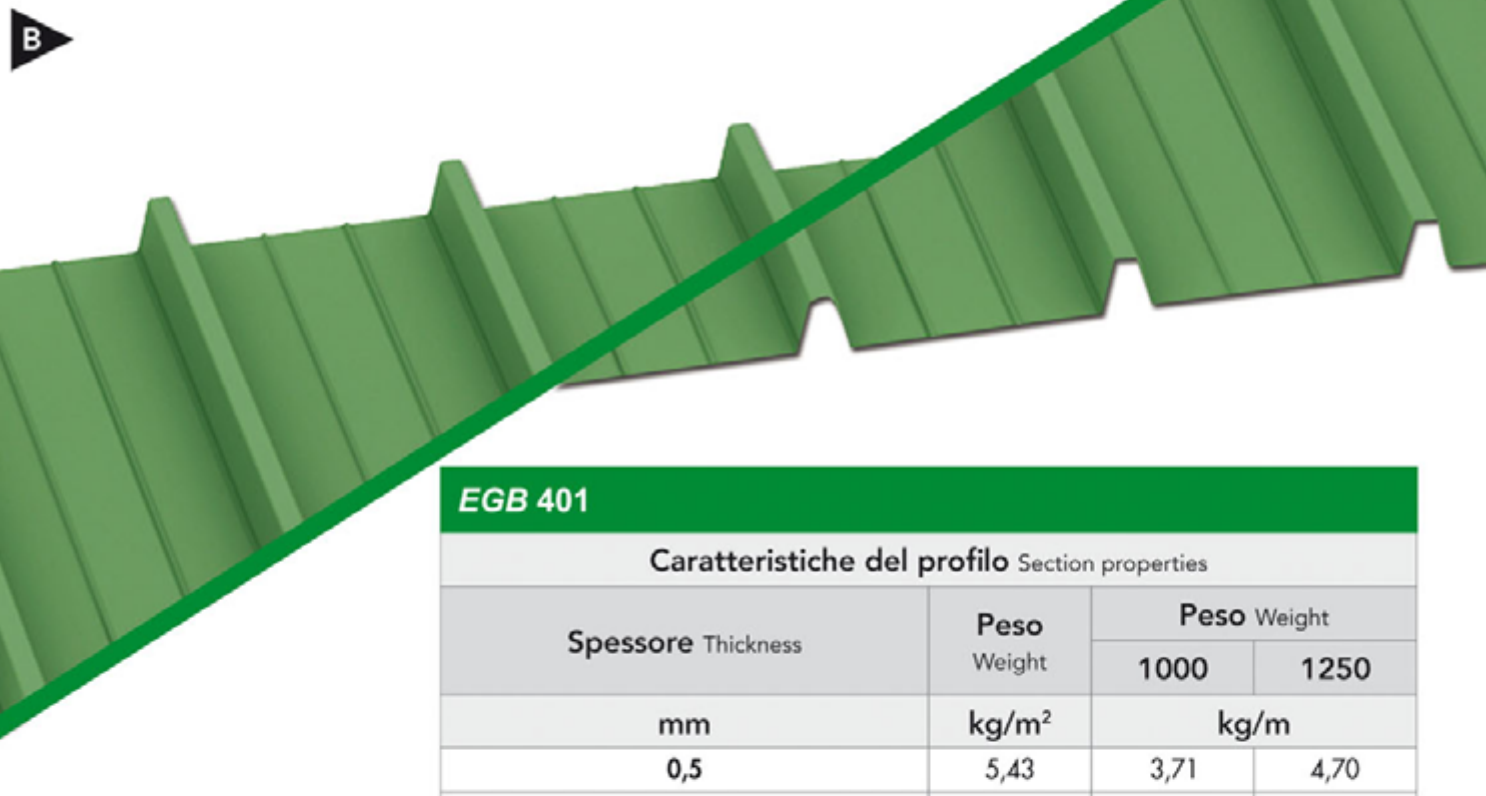 B
EGB 401
Caratteristiche del profilo Section properties
Spessore Thickness
Peso
Weight
Peso Weight
1000 1250
mm kg/m² kg/m
0,5 5,43 3,71 4,70